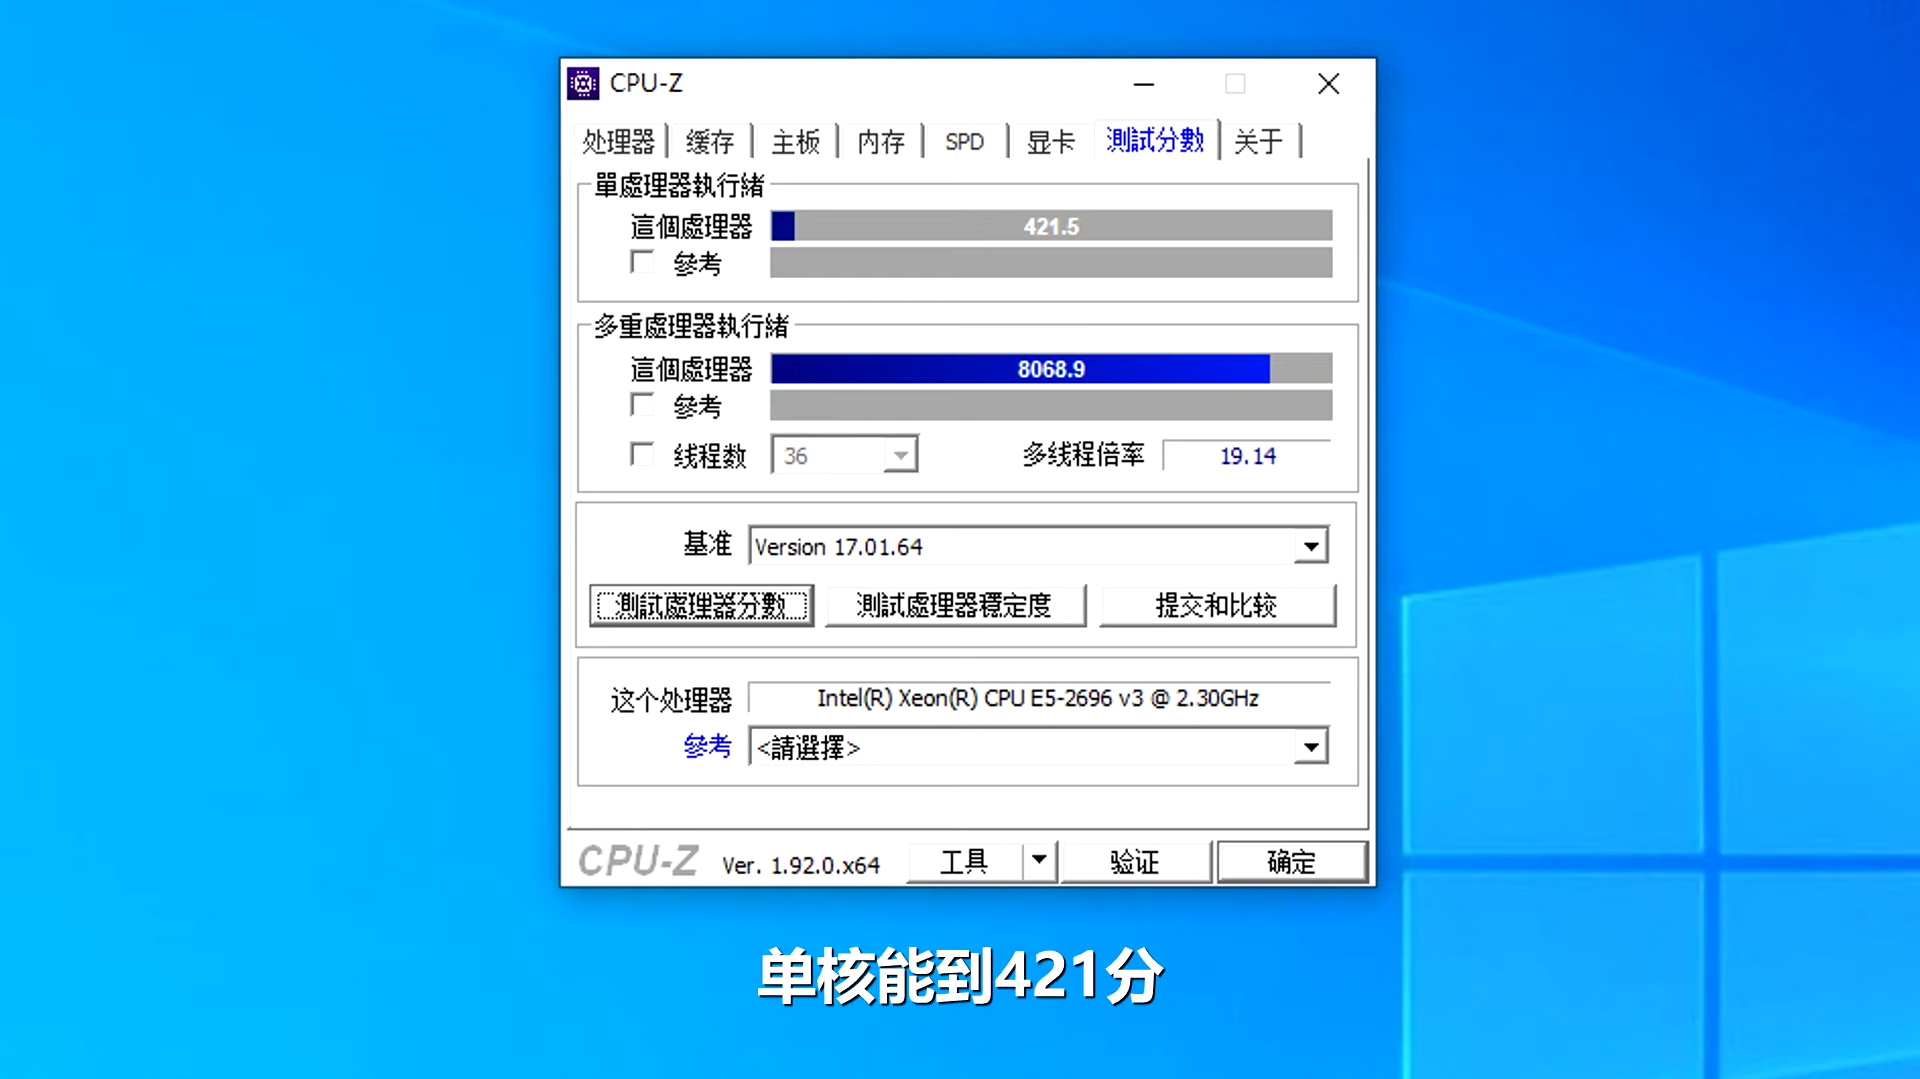 CPU-Z
处理器 缓存 主板 内存 SPD 显卡 測試分數 关于
單處理器執行緒
這個處理器 421.5
參考
多重處理器執行緒
這個處理器 8068.9
參考
线程数 36 多线程倍率 19.14
基准 Version 17.01.64
測試處理器分數 測試處理器穩定度 提交和比较
这个处理器 Intel(R) Xeon(R) CPU E5-2696 v3 @ 2.30GHz
參考 <請選擇>
CPU-Z Ver. 1.92.0.x64 工具 验证 确定
单核能到421分